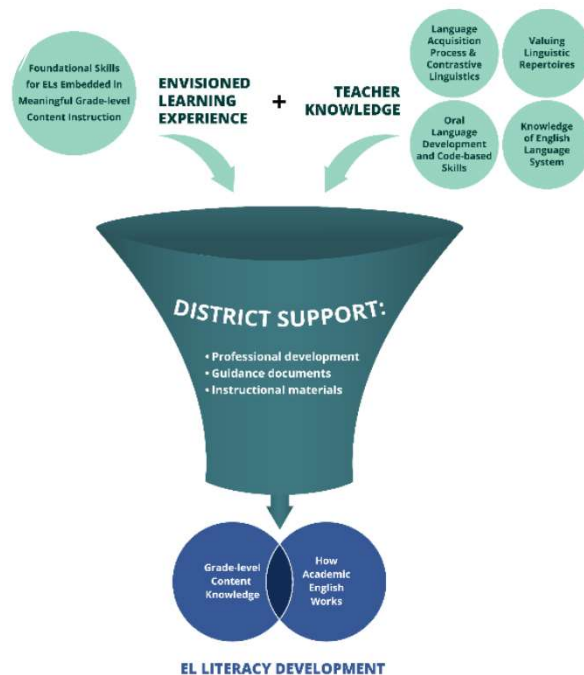 Foundational Skills
for ELs Embedded in
Meaningful Grade-level
Content Instruction
ENVISIONED
LEARNING
EXPERIENCE
+
TEACHER
KNOWLEDGE
Language
Acquisition
Process &
Contrastive
Linguistics
Valuing
Linguistic
Repertoires
Oral
Language
Development
and Code-based
Skills
Knowledge
of English
Language
System
DISTRICT SUPPORT:
• Professional development
• Guidance documents
• Instructional materials
Grade-level
Content
Knowledge
How
Academic
English
Works
EL LITERACY DEVELOPMENT